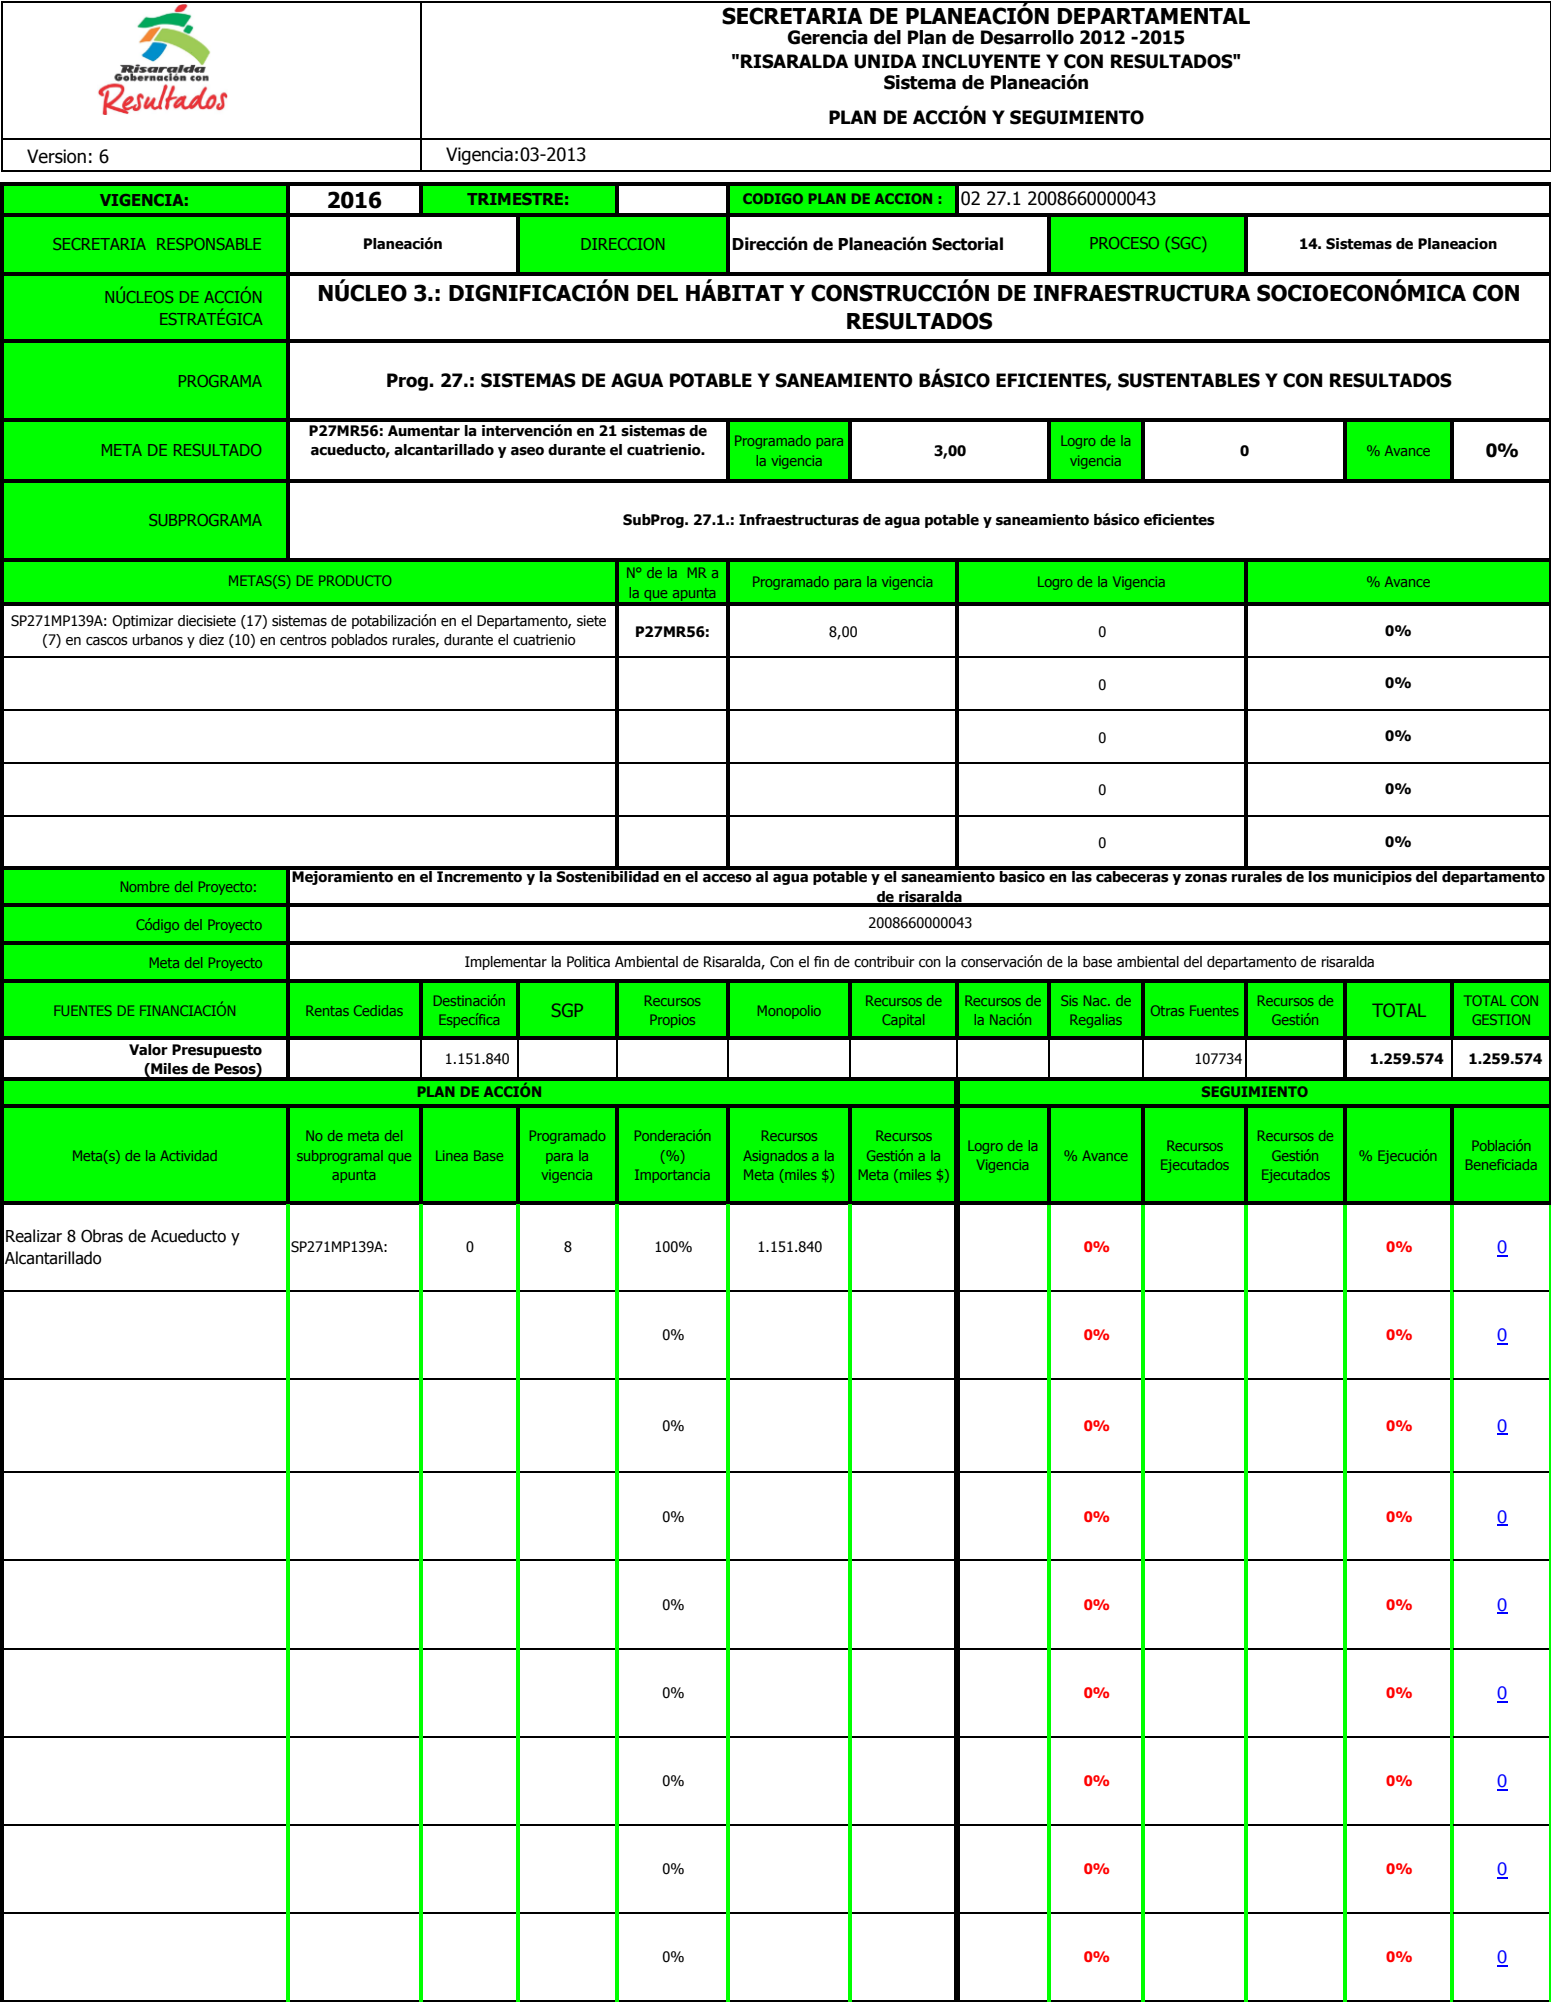 Risaralda
Gobernación con
Resultados
SECRETARIA DE PLANEACIÓN DEPARTAMENTAL
Gerencia del Plan de Desarrollo 2012 -2015
"RISARALDA UNIDA INCLUYENTE Y CON RESULTADOS"
Sistema de Planeación
PLAN DE ACCIÓN Y SEGUIMIENTO
Version: 6
Vigencia:03-2013
VIGENCIA: 2016 TRIMESTRE: CODIGO PLAN DE ACCION : 02 27.1 2008660000043
SECRETARIA RESPONSABLE Planeación DIRECCION Dirección de Planeación Sectorial PROCESO (SGC) 14. Sistemas de Planeacion
NÚCLEOS DE ACCIÓN
ESTRATÉGICA
NÚCLEO 3.: DIGNIFICACIÓN DEL HÁBITAT Y CONSTRUCCIÓN DE INFRAESTRUCTURA SOCIOECONÓMICA CON
RESULTADOS
PROGRAMA Prog. 27.: SISTEMAS DE AGUA POTABLE Y SANEAMIENTO BÁSICO EFICIENTES, SUSTENTABLES Y CON RESULTADOS
META DE RESULTADO
P27MR56: Aumentar la intervención en 21 sistemas de
acueducto, alcantarillado y aseo durante el cuatrienio.
Programado para
la vigencia
3,00
Logro de la
vigencia
0
% Avance
0%
SUBPROGRAMA SubProg. 27.1.: Infraestructuras de agua potable y saneamiento básico eficientes
METAS(S) DE PRODUCTO
Nº de la MR a
la que apunta
Programado para la vigencia
Logro de la Vigencia
% Avance
SP271MP139A: Optimizar diecisiete (17) sistemas de potabilización en el Departamento, siete
(7) en cascos urbanos y diez (10) en centros poblados rurales, durante el cuatrienio
P27MR56:
8,00
0
0%
0 0%
0 0%
0 0%
0 0%
Nombre del Proyecto:
Mejoramiento en el Incremento y la Sostenibilidad en el acceso al agua potable y el saneamiento basico en las cabeceras y zonas rurales de los municipios del departamento
de risaralda
Código del Proyecto 2008660000043
Meta del Proyecto Implementar la Politica Ambiental de Risaralda, Con el fin de contribuir con la conservación de la base ambiental del departamento de risaralda
FUENTES DE FINANCIACIÓN
Rentas Cedidas
Destinación
Específica
SGP
Recursos
Propios
Monopolio
Recursos de
Capital
Recursos de
la Nación
Sis Nac. de
Regalias
Otras Fuentes
Recursos de
Gestión
TOTAL
TOTAL CON
GESTION
Valor Presupuesto
(Miles de Pesos)
1.151.840
107734
1.259.574
1.259.574
PLAN DE ACCIÓN
SEGUIMIENTO
Meta(s) de la Actividad
No de meta del
subprogramal que
apunta
Linea Base
Programado
para la
vigencia
Ponderación
(%)
Importancia
Recursos
Asignados a la
Meta (miles $)
Recursos
Gestión a la
Meta (miles $)
Logro de la
Vigencia
% Avance
Recursos
Ejecutados
Recursos de
Gestión
Ejecutados
% Ejecución
Población
Beneficiada
Realizar 8 Obras de Acueducto y
Alcantarillado
SP271MP139A: 0 8 100% 1.151.840 0% 0% 0
0% 0% 0% 0
0% 0% 0% 0
0% 0% 0% 0
0% 0% 0% 0
0% 0% 0% 0
0% 0% 0% 0
0% 0% 0% 0
0% 0% 0% 0